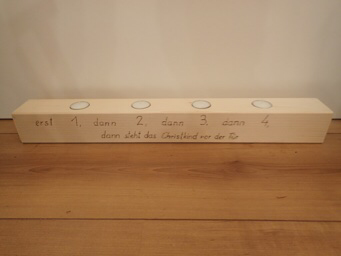 erst 1, dann 2, dann 3, dann 4,
dann steht das Christkind vor der Tür